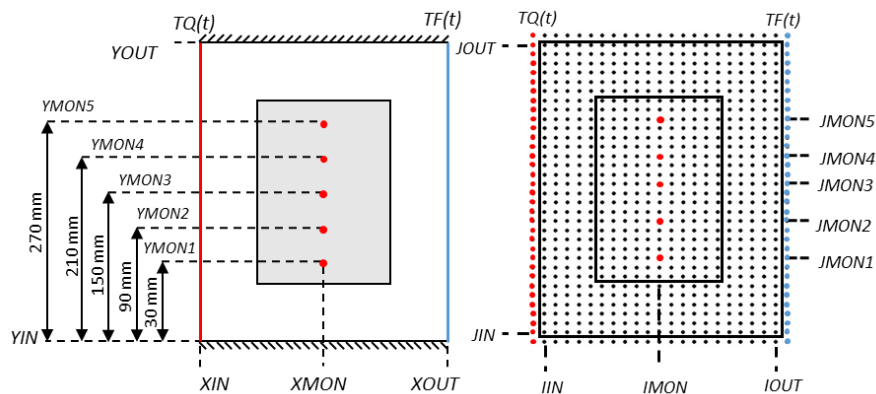 TQ(t)
TF(t)
YOUT
YMON5
YMON4
YMON3
YMON2
YMON1
270 mm
210 mm
150 mm
90 mm
30 mm
YIN
XIN
XMON
XOUT
TQ(t)
TF(t)
JOUT
JMON5
JMON4
JMON3
JMON2
JMON1
JIN
IIN
IMON
IOUT